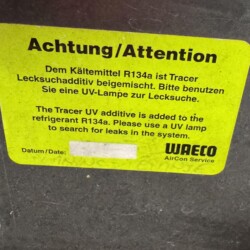 Achtung/Attention
Dem Kältemittel R134a ist Tracer
Lecksuchadditiv beigemischt. Bitte benutzen
Sie eine UV-Lampe zur Lecksuche.
The Tracer UV additive is added to the
refrigerant R134a. Please use a UV lamp
to search for leaks in the system.
Datum/Date:
WAECO
AirCon Service